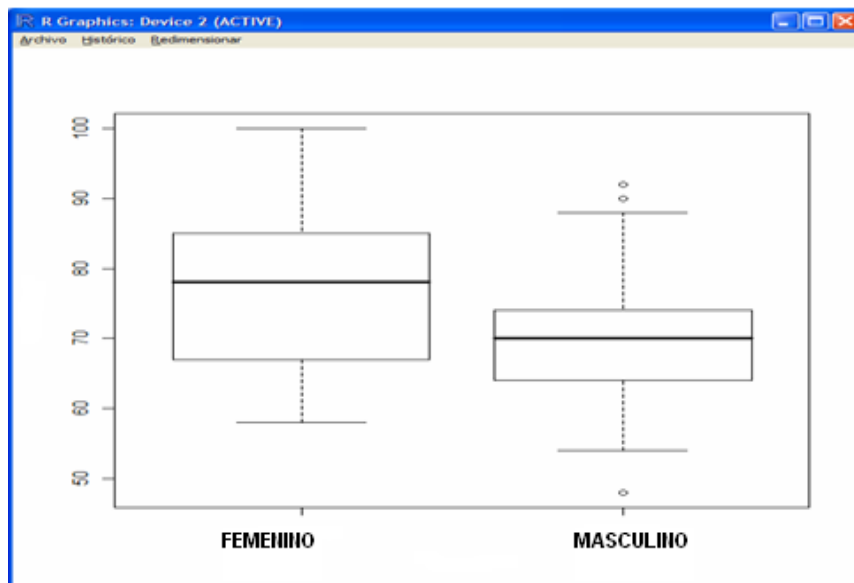 R Graphics: Device 2 (ACTIVE)
Archivo Histórico Redimensionar
100
90
80
70
60
50
FEMENINO MASCULINO